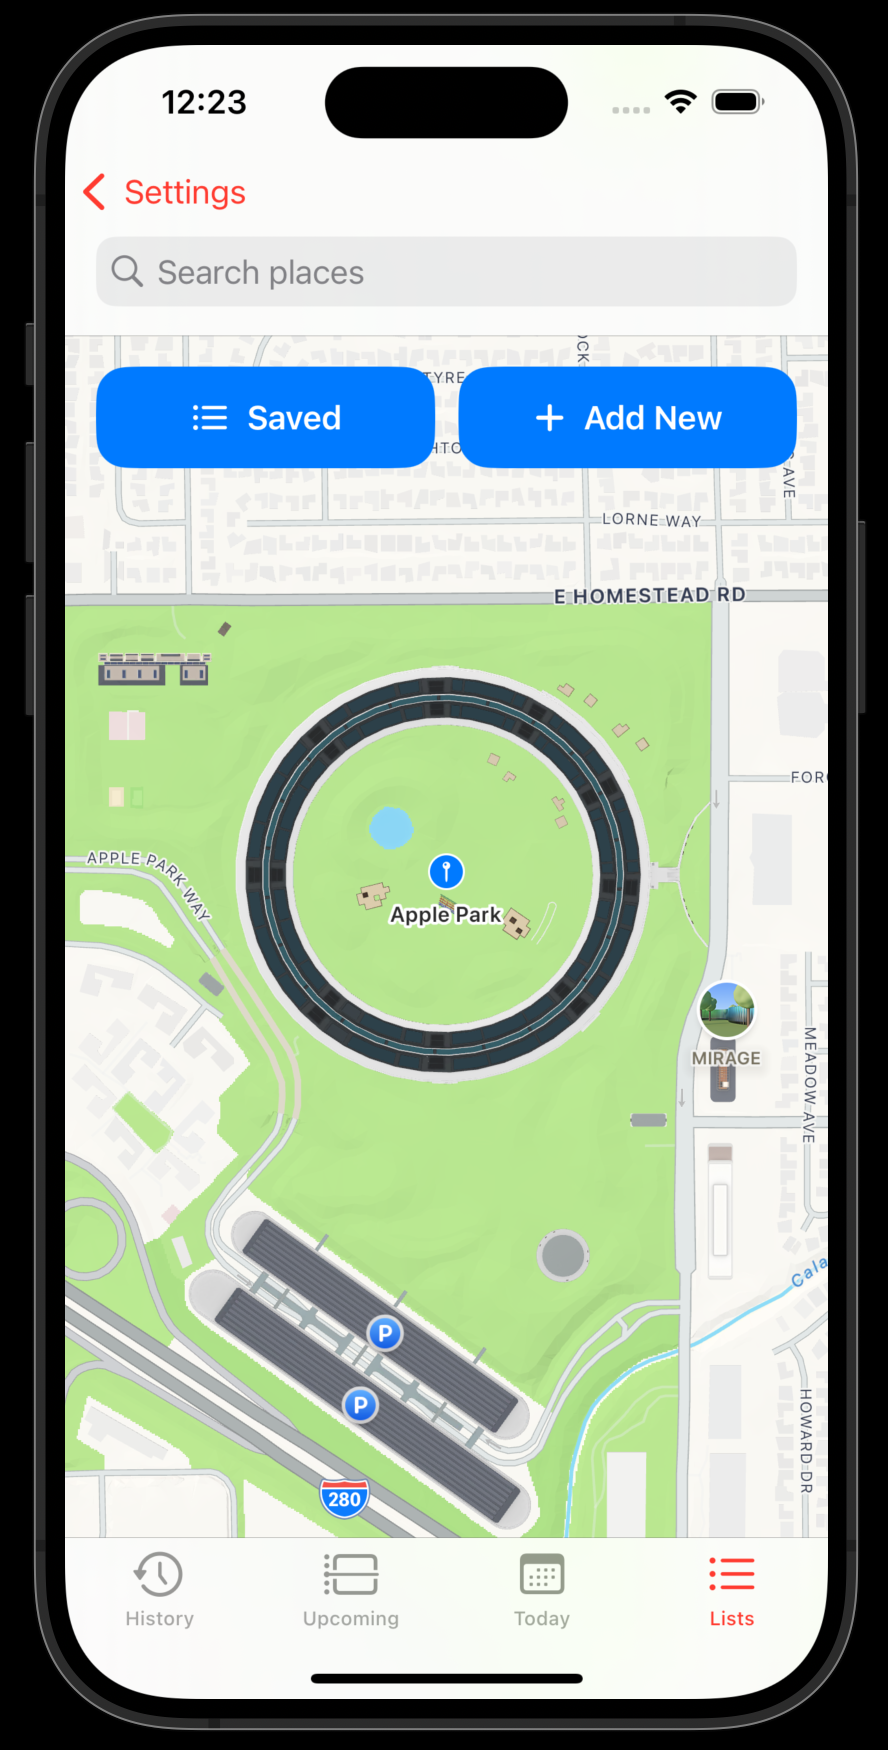 12:23
Settings
Search places
OCK
TYRE
Saved
Add New
HTO
AVE
LORNE WAY
E HOMESTEAD RD
FOR
APPLE PARK WAY
Apple Park
MIRAGE
MEADOW AVE
Cala
P
P
HOWARD DR
280
History
Upcoming
Today
Lists